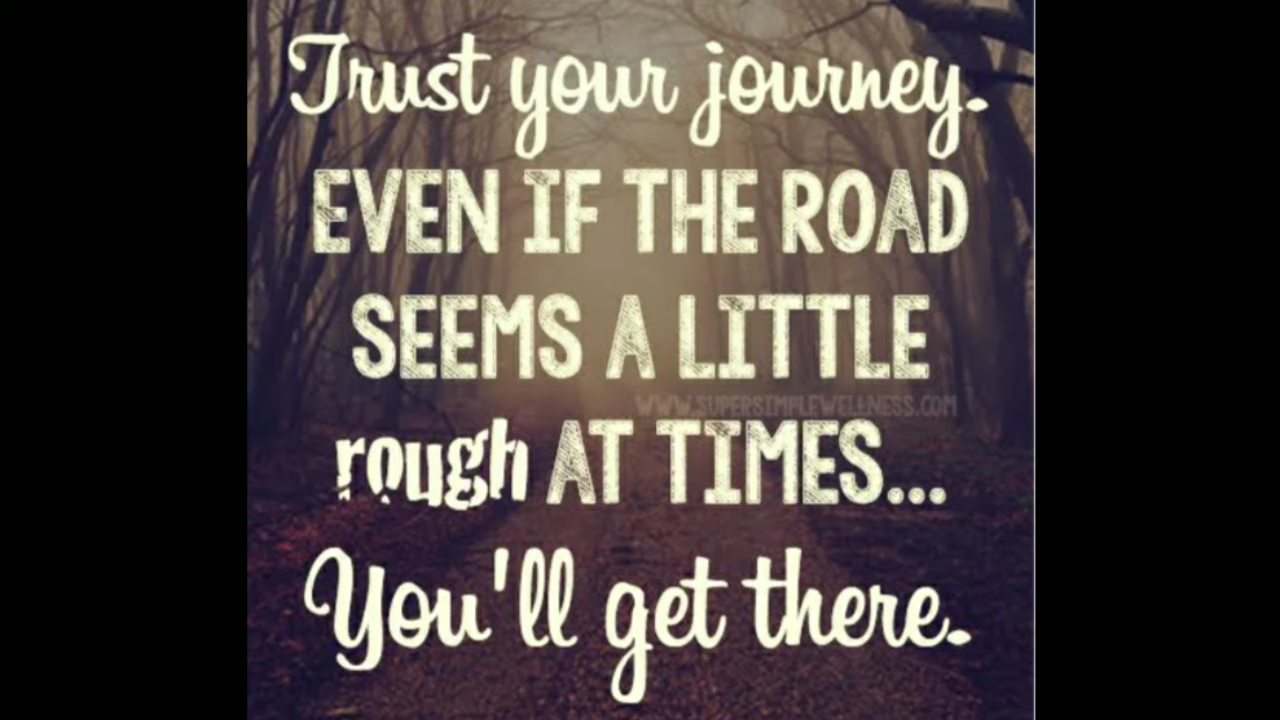 Trust your journey.
EVEN IF THE ROAD
SEEMS A LITTLE
WWW.SUPERSIMPLEWELLNESS.COM
rough AT TIMES...
You'll get there.